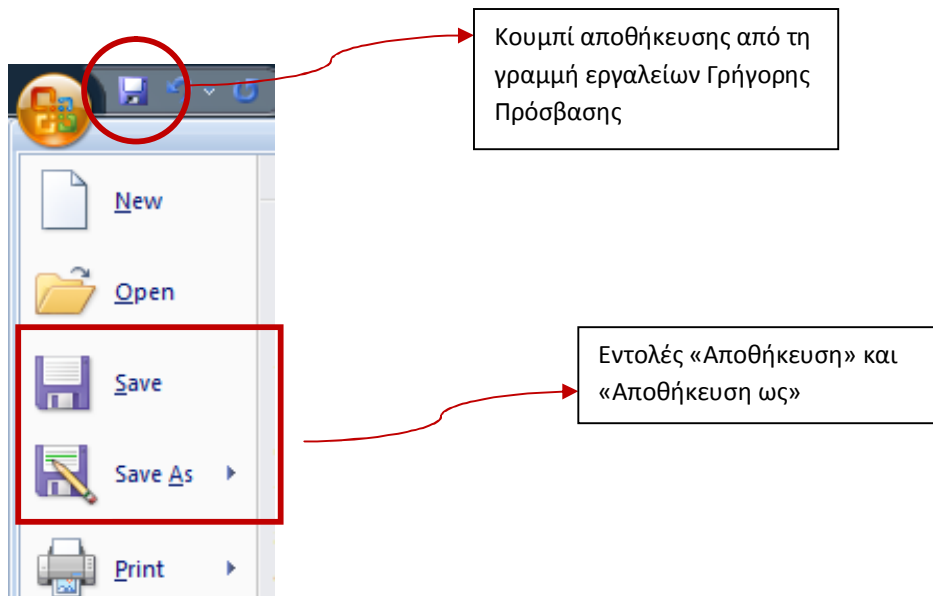 Κουμπί αποθήκευσης από τη
γραμμή εργαλείων Γρήγορης
Πρόσβασης
New
Open
Save
Save As
Print
Εντολές «Αποθήκευση» και
«Αποθήκευση ως»